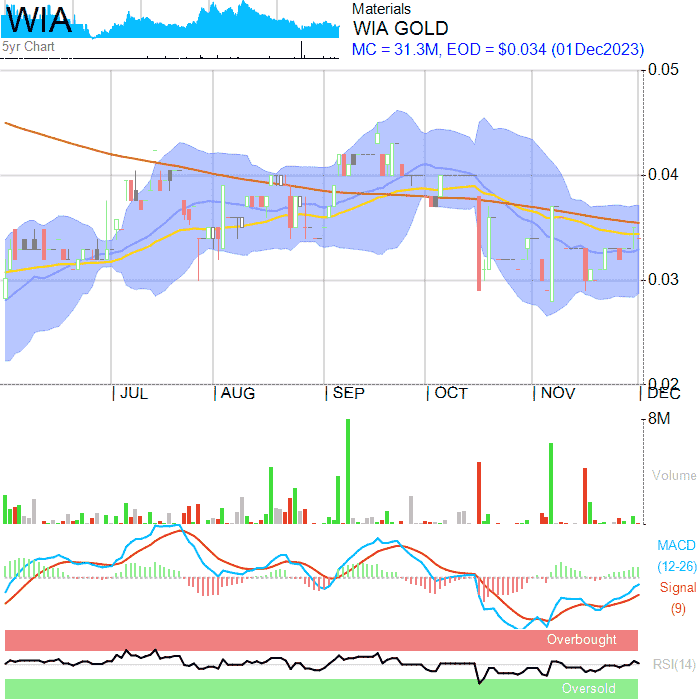 WIA
5yr Chart
Materials
WIA GOLD
MC = 31.3M, EOD = $0.034 (01Dec2023)
0.05
0.04
0.03
0.02
JUL
AUG
SEP
OCT
NOV
DEC
8M
Volume
MACD
(12-26)
Signal
(9)
Overbought
RSI(14)
Oversold